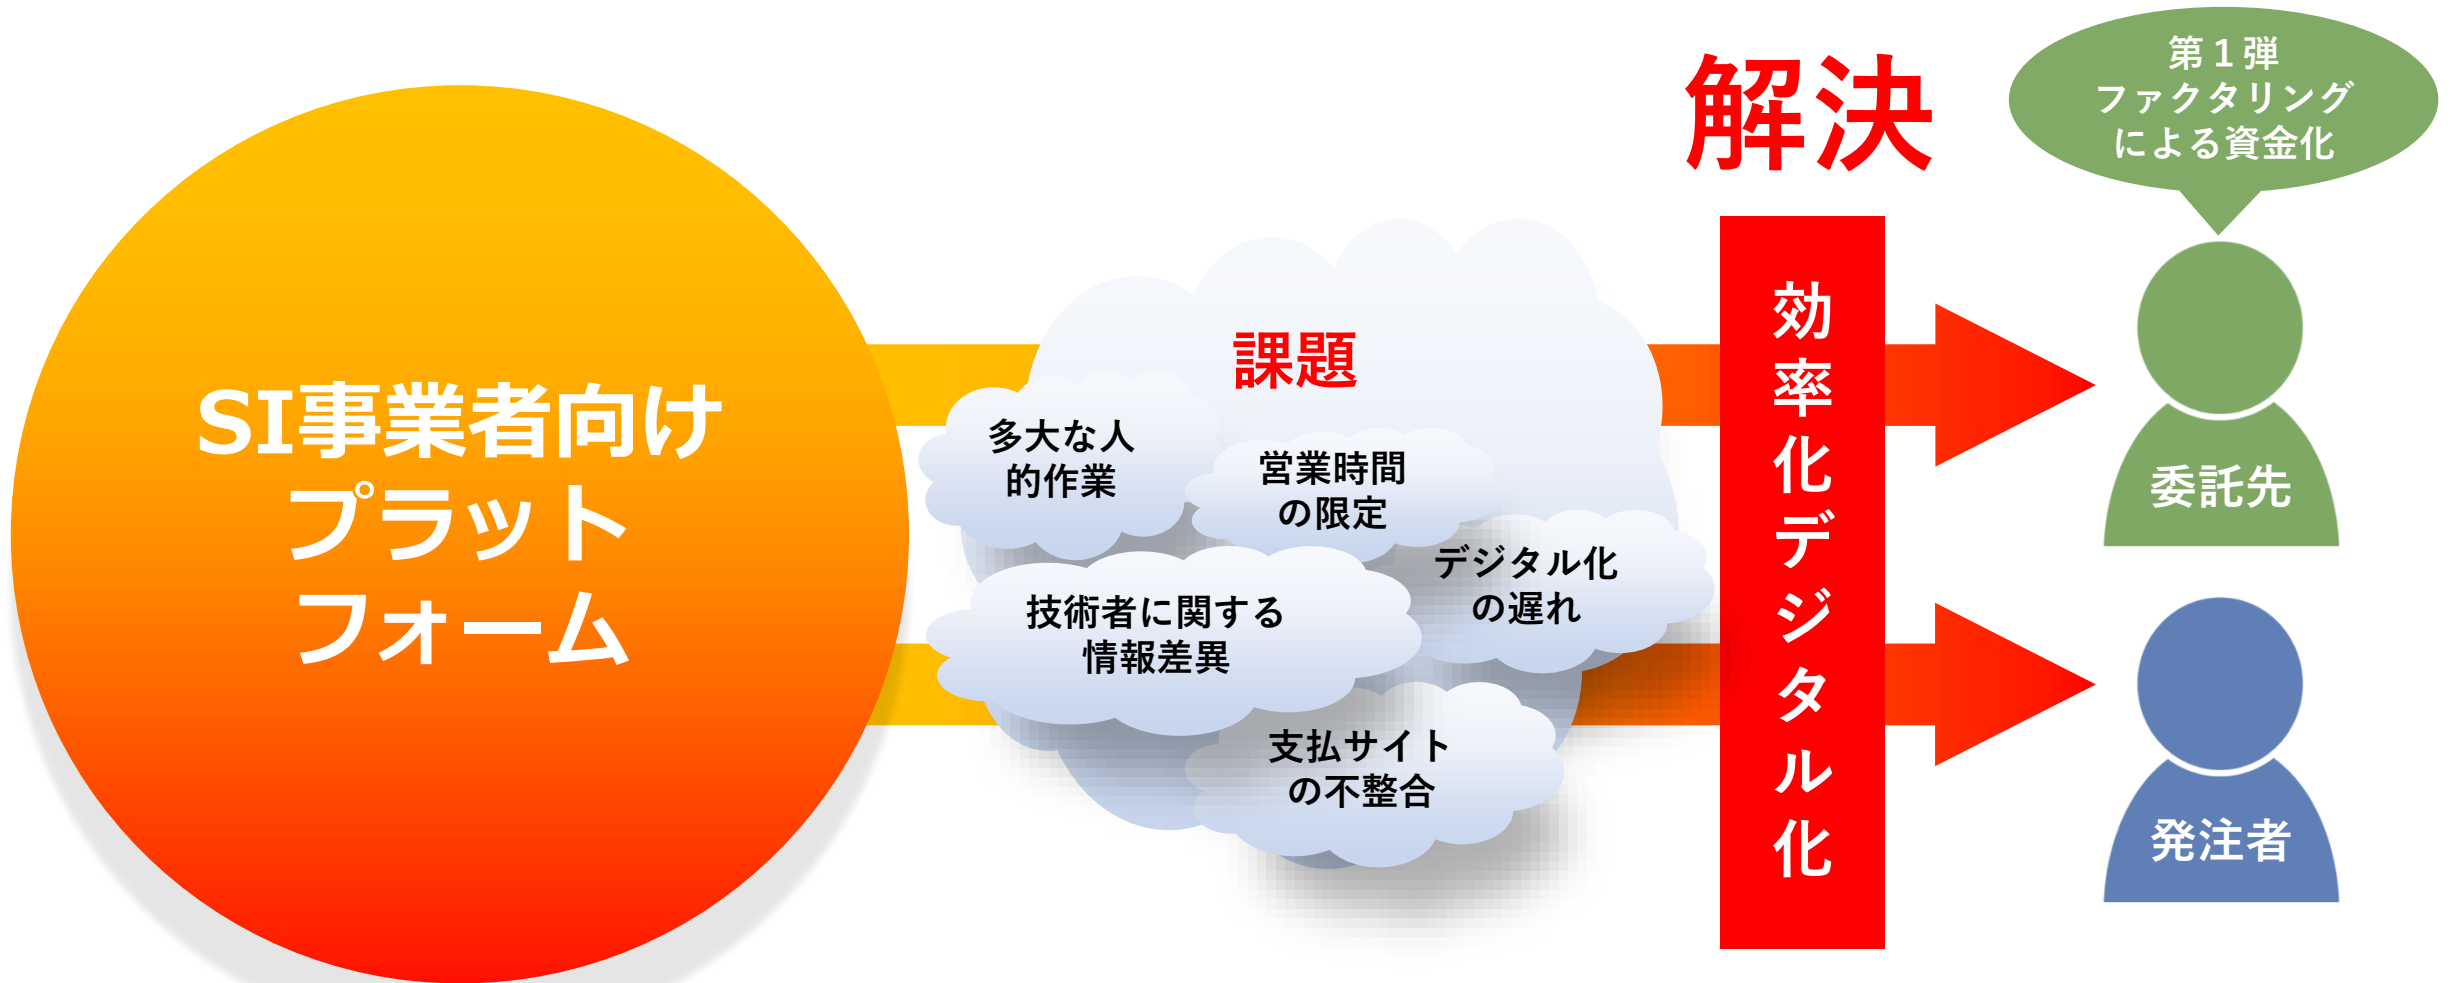 SI事業者向け
プラット
フォーム
課題
多大な人
的作業
営業時間
の限定
デジタル化
の遅れ
技術者に関する
情報差異
支払サイト
の不整合
解決
効率化デジタル化
第1弾
ファクタリング
による資金化
委託先
発注者